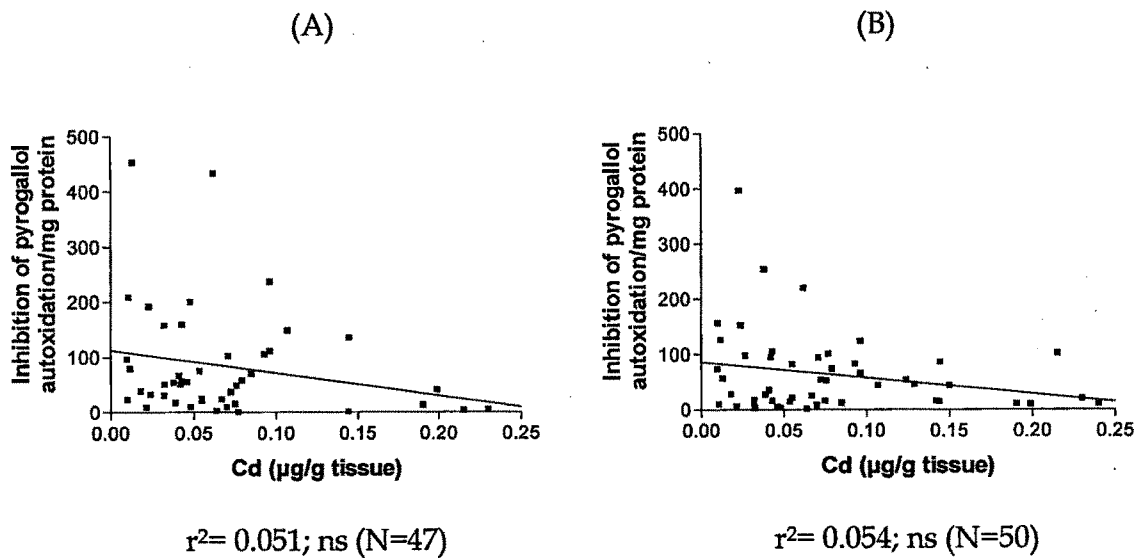 (A)
(B)
Inhibition of pyrogallol
autoxidation/mg protein
500
400
300
200
100
0
0.00 0.05 0.10 0.15 0.20 0.25
Cd (µg/g tissue)
r²= 0.051; ns (N=47)
Inhibition of pyrogallol
autoxidation/mg protein
500
400
300
200
100
0
0.00 0.05 0.10 0.15 0.20 0.25
Cd (µg/g tissue)
r²= 0.054; ns (N=50)